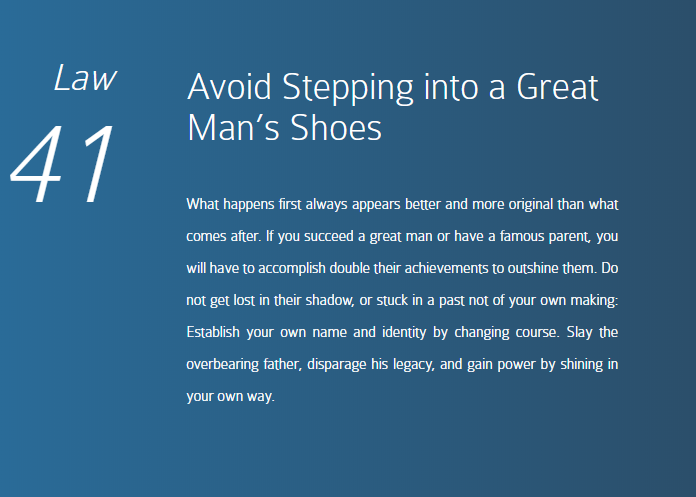 Law
41
Avoid Stepping into a Great
Man's Shoes
What happens first always appears better and more original than what
comes after. If you succeed a great man or have a famous parent, you
will have to accomplish double their achievements to outshine them. Do
not get lost in their shadow, or stuck in a past not of your own making:
Establish your own name and identity by changing course. Slay the
overbearing father, disparage his legacy, and gain power by shining in
your own way.